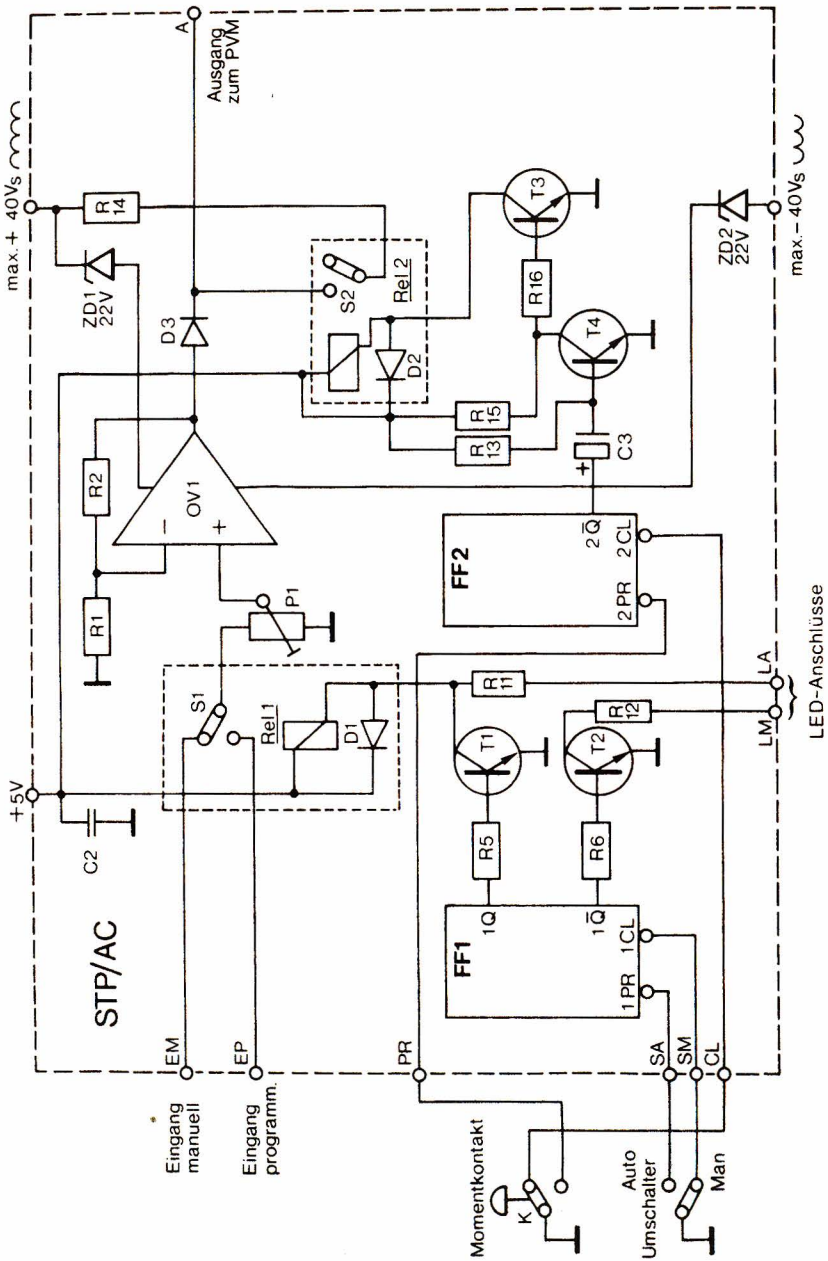 STP/AC
+5V
max. + 40Vs
ZD1
22V
R
14
A
Ausgang
zum PVM
C2
R1
R2
OV1
−
+
D3
P1
S1
Rel.1
D1
S2
Rel.2
D2
T3
R16
T4
R
15
R
13
C3
+
EM
Eingang
manuell
EP
Eingang
programm.
PR
FF1
1Q
1Q̄
1PR
1CL
R5
R6
T1
T2
R
11
R
12
FF2
2Q̄
2PR
2CL
ZD2
22V
max. − 40Vs
Momentkontakt
K
Auto
Umschalter
Man
SA
SM
CL
LM
LA
LED-Anschlüsse